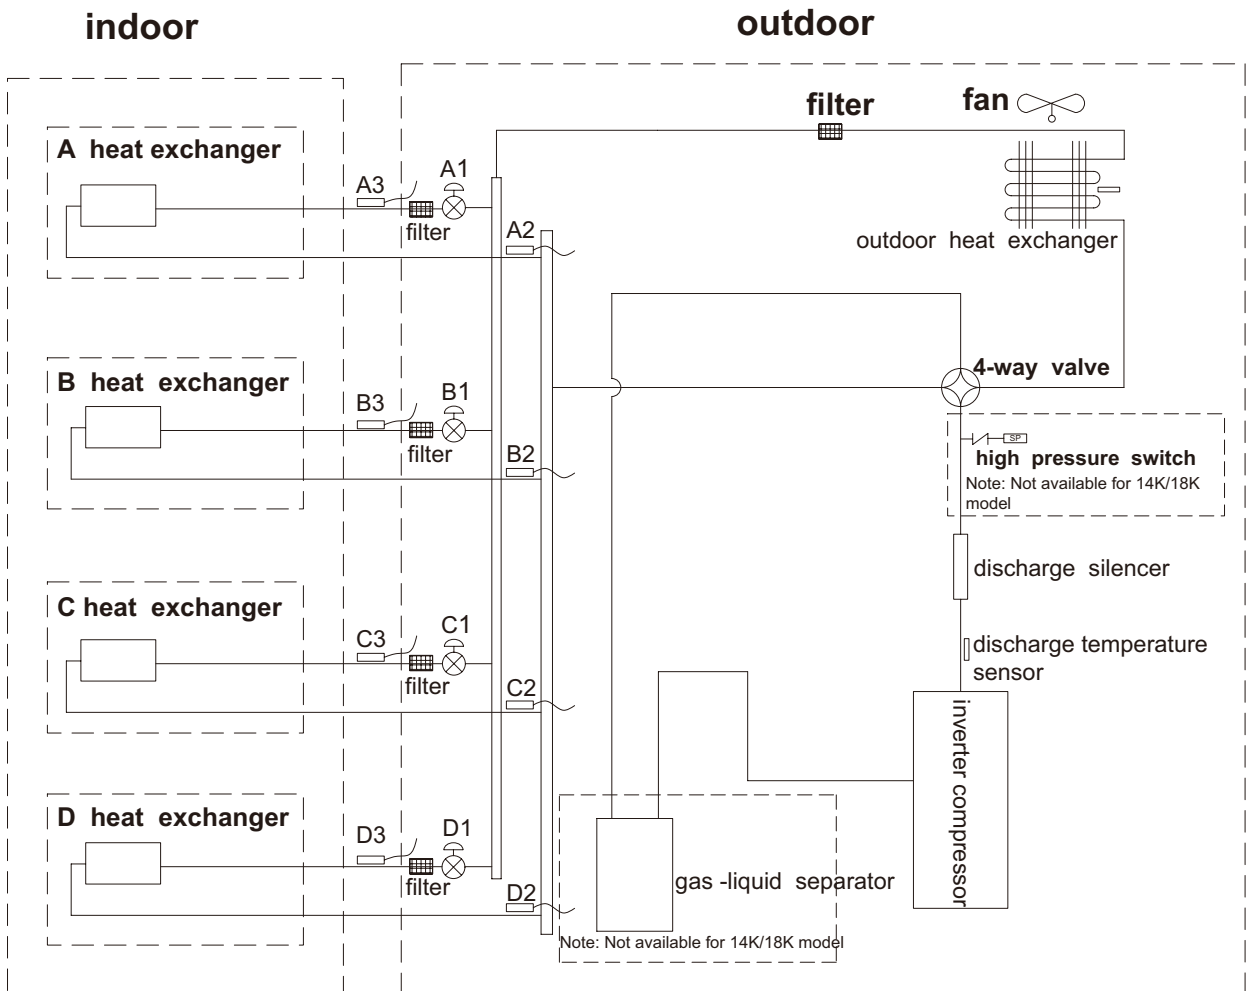 indoor
outdoor
filter
fan
A heat exchanger
A3
A1
filter
A2
outdoor heat exchanger
B heat exchanger
4-way valve
B3
B1
filter
B2
SP
high pressure switch
Note: Not available for 14K/18K
model
discharge silencer
C heat exchanger
C3
C1
filter
C2
discharge temperature
sensor
inverter compressor
D heat exchanger
D3
D1
filter
D2
gas -liquid separator
Note: Not available for 14K/18K model